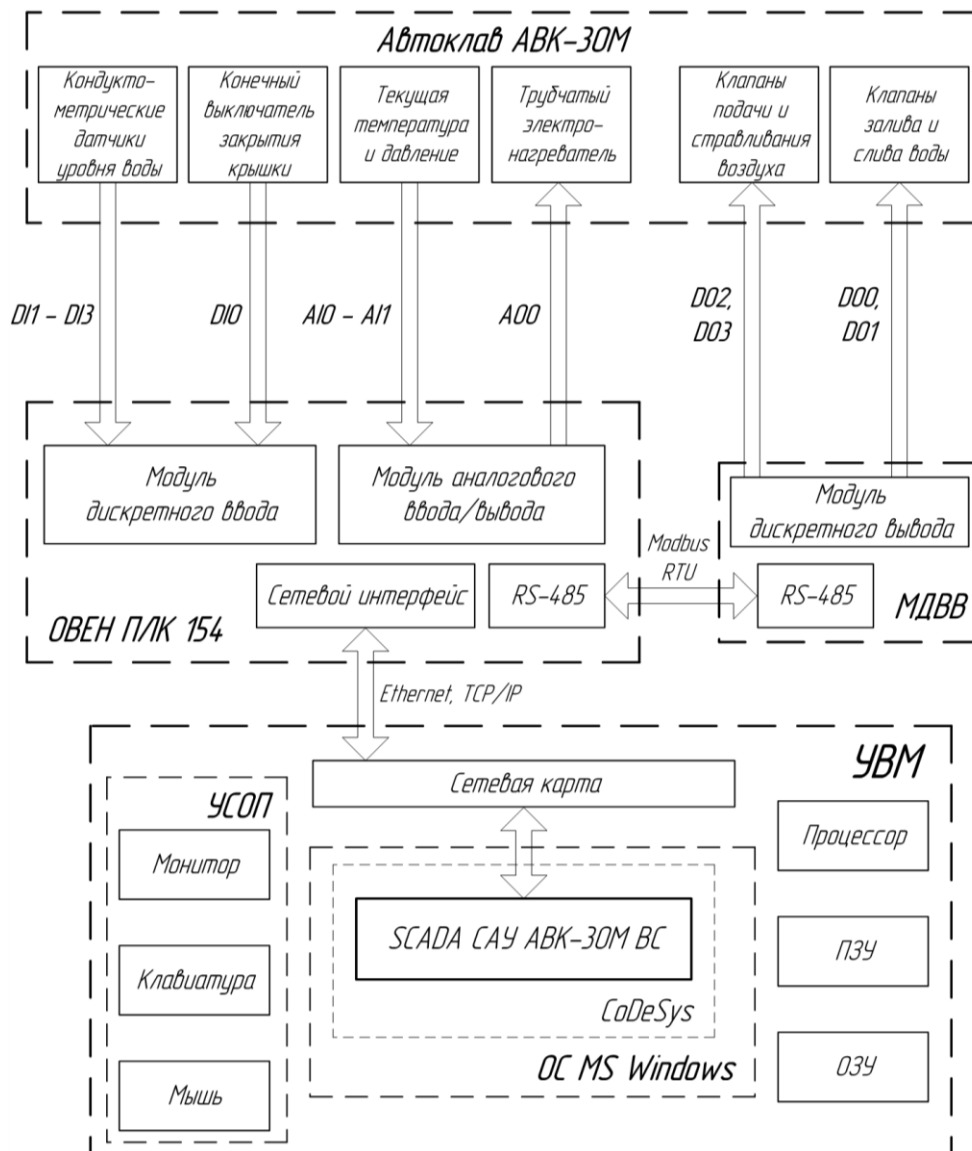 Автоклав АВК-30М
Кондукто-
метрические
датчики
уровня воды
Конечный
выключатель
закрытия
крышки
Текущая
температура
и давление
Трубчатый
электро-
нагреватель
Клапаны
подачи и
стравливания
воздуха
Клапаны
залива и
слива воды
DI1 – DI3
DI0
AI0 – AI1
AO0
DO2,
DO3
DO0,
DO1
Модуль
дискретного ввода
Модуль аналогового
ввода/вывода
Модуль
дискретного вывода
Сетевой интерфейс
RS-485
Modbus
RTU
RS-485
ОВЕН ПЛК 154
МДВВ
Ethernet, TCP/IP
УВМ
Сетевая карта
УСОП
Монитор
Клавиатура
Мышь
SCADA САУ АВК-30М ВС
CoDeSys
ОС MS Windows
Процессор
ПЗУ
ОЗУ